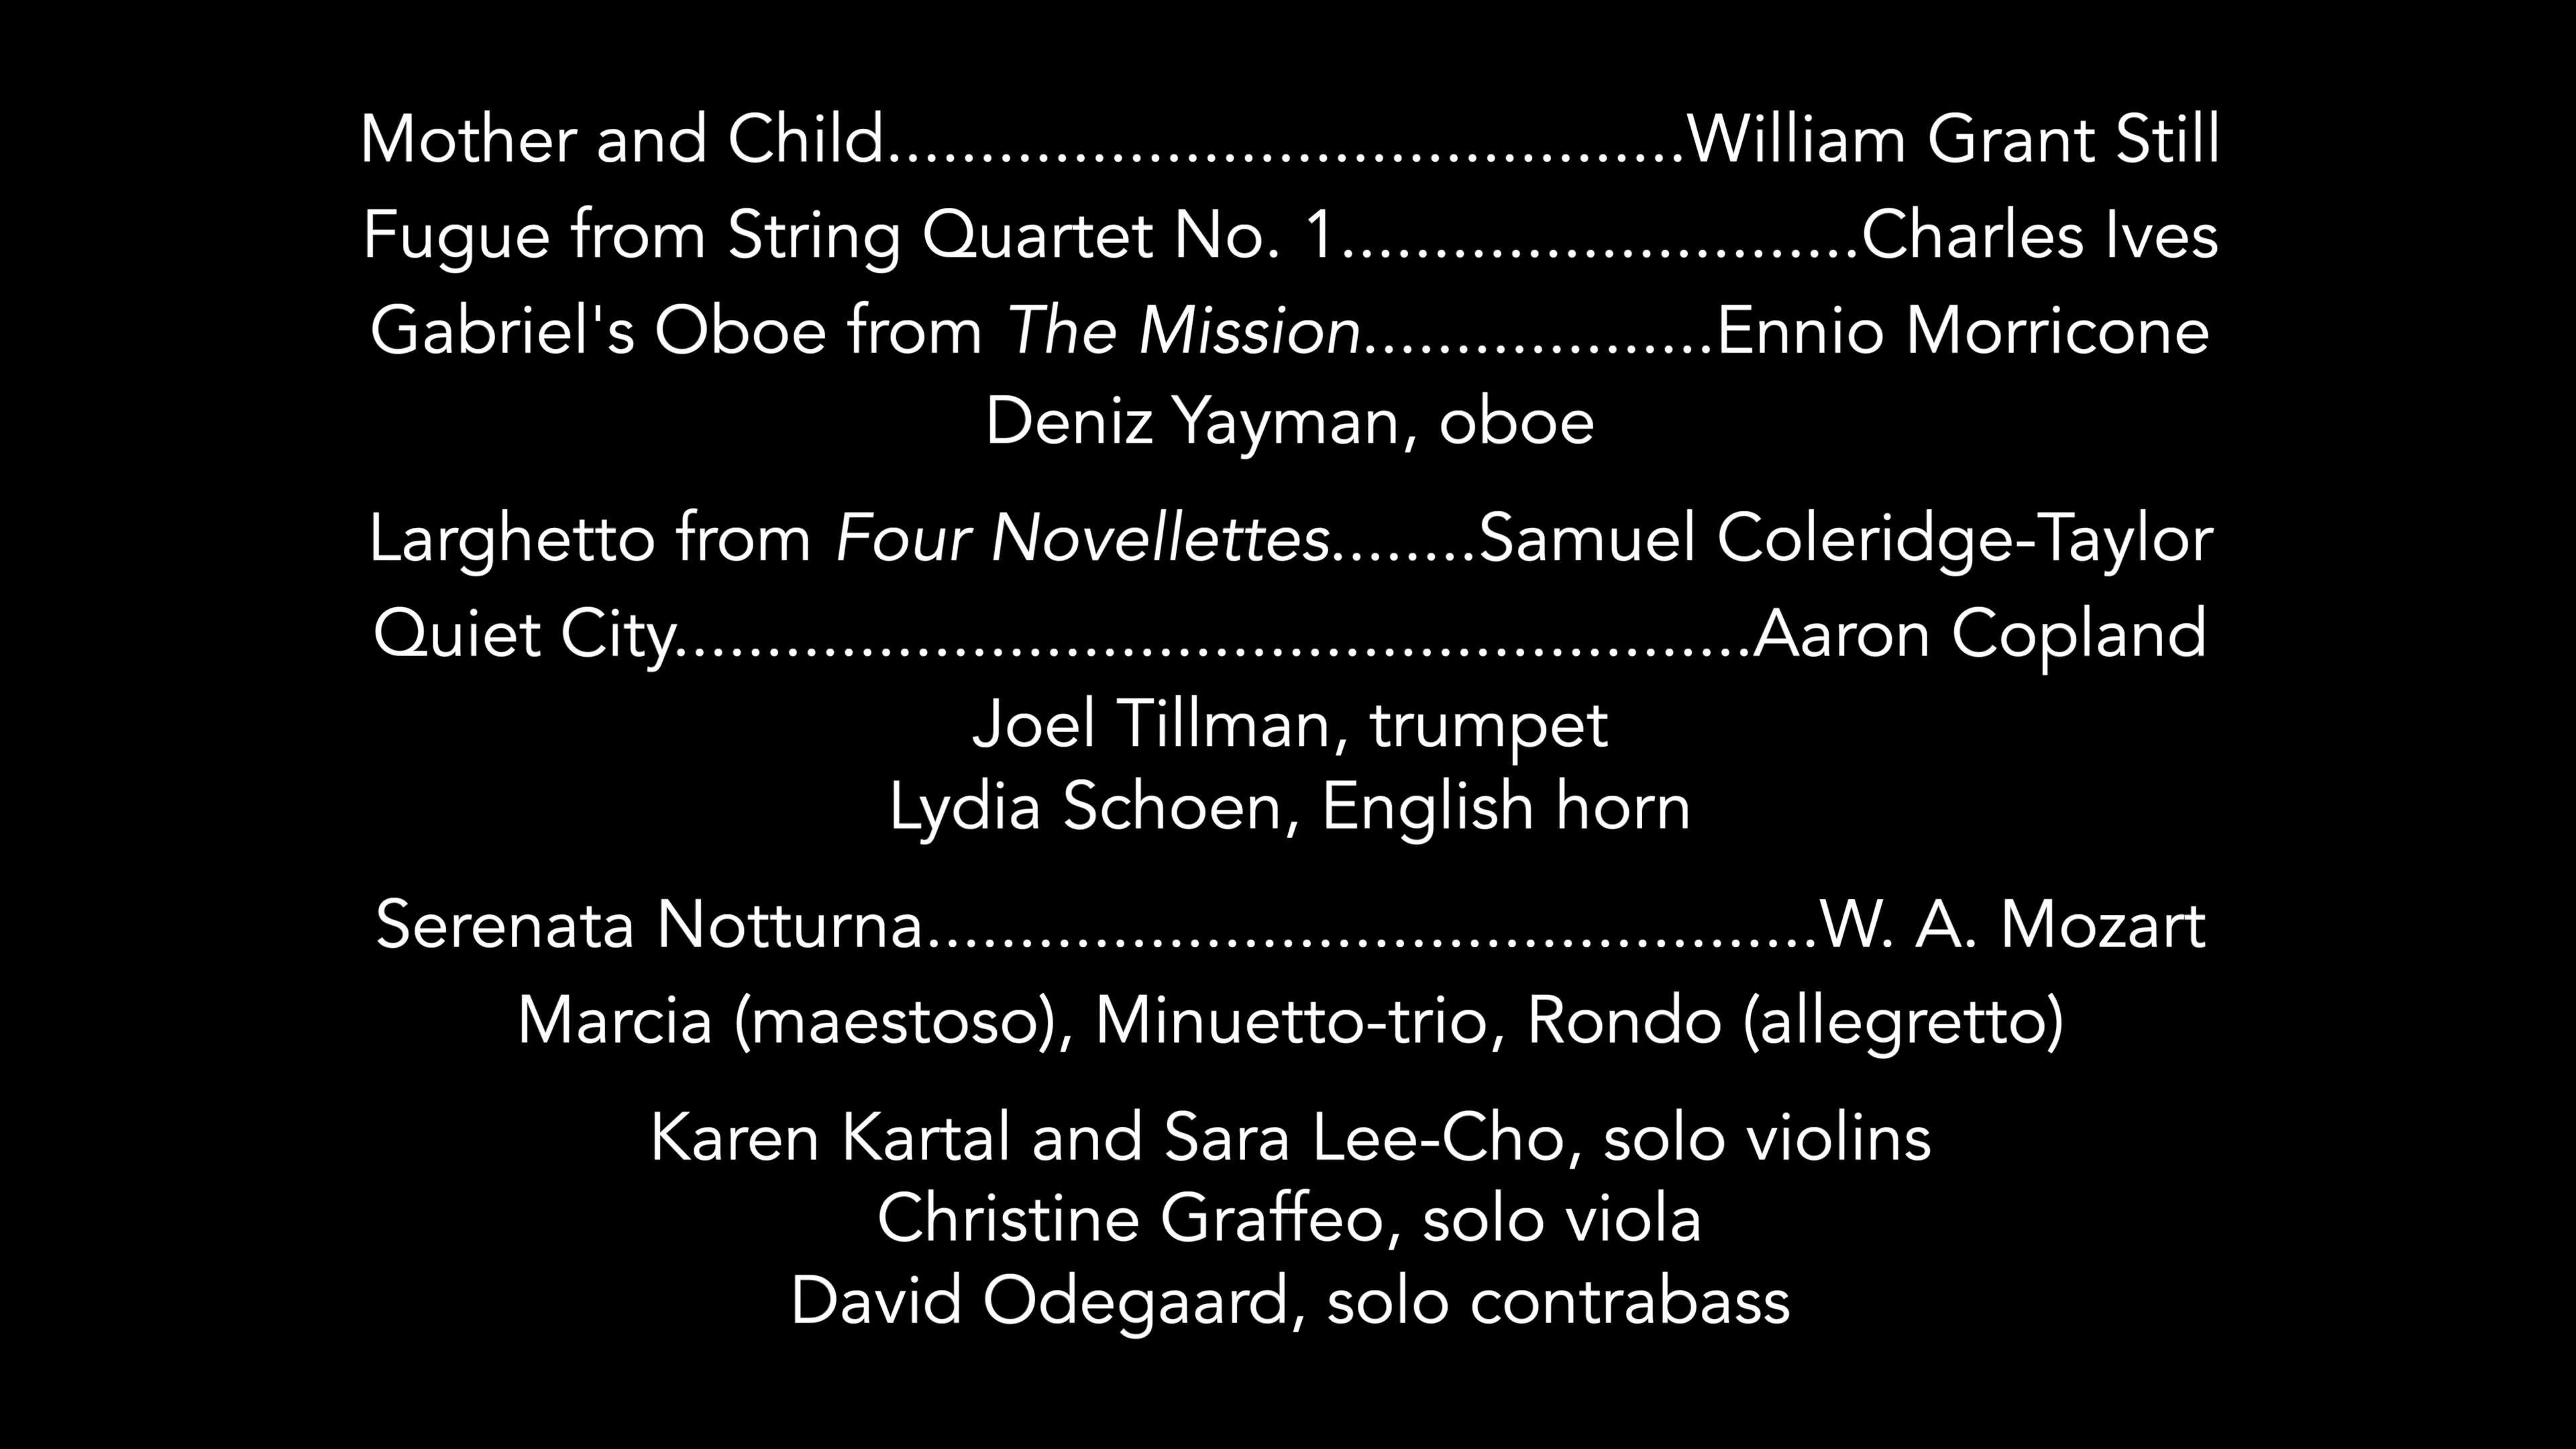 Mother and Child...........................................William Grant Still
Fugue from String Quartet No. 1............................Charles Ives
Gabriel's Oboe from The Mission...................Ennio Morricone
Deniz Yayman, oboe
Larghetto from Four Novellettes........Samuel Coleridge-Taylor
Quiet City..........................................................Aaron Copland
Joel Tillman, trumpet
Lydia Schoen, English horn
Serenata Notturna................................................W. A. Mozart
Marcia (maestoso), Minuetto-trio, Rondo (allegretto)
Karen Kartal and Sara Lee-Cho, solo violins
Christine Graffeo, solo viola
David Odegaard, solo contrabass